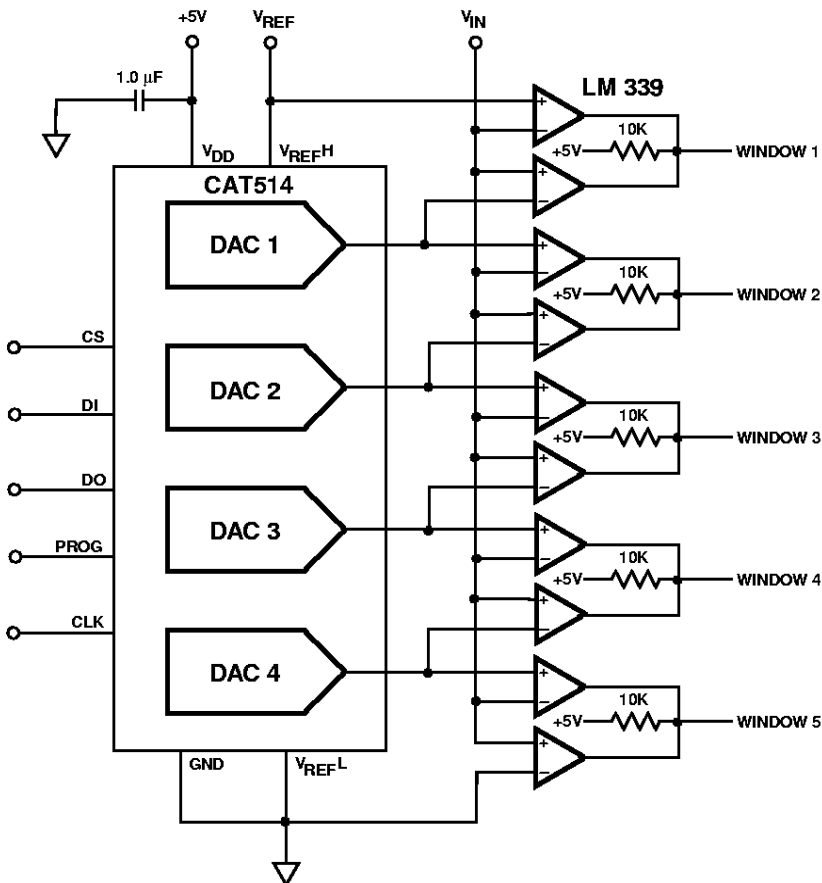 +5V
VREF
VIN
1.0 µF
LM 339
+
−
10K
+5V
WINDOW 1
VDD
VREFH
CAT514
+
−
DAC 1
+
−
10K
+5V
WINDOW 2
+
−
CS
DAC 2
+
−
10K
DI
+5V
WINDOW 3
+
−
DO
DAC 3
+
−
PROG
10K
+5V
WINDOW 4
+
−
CLK
DAC 4
+
−
10K
+5V
WINDOW 5
+
−
GND
VREFL